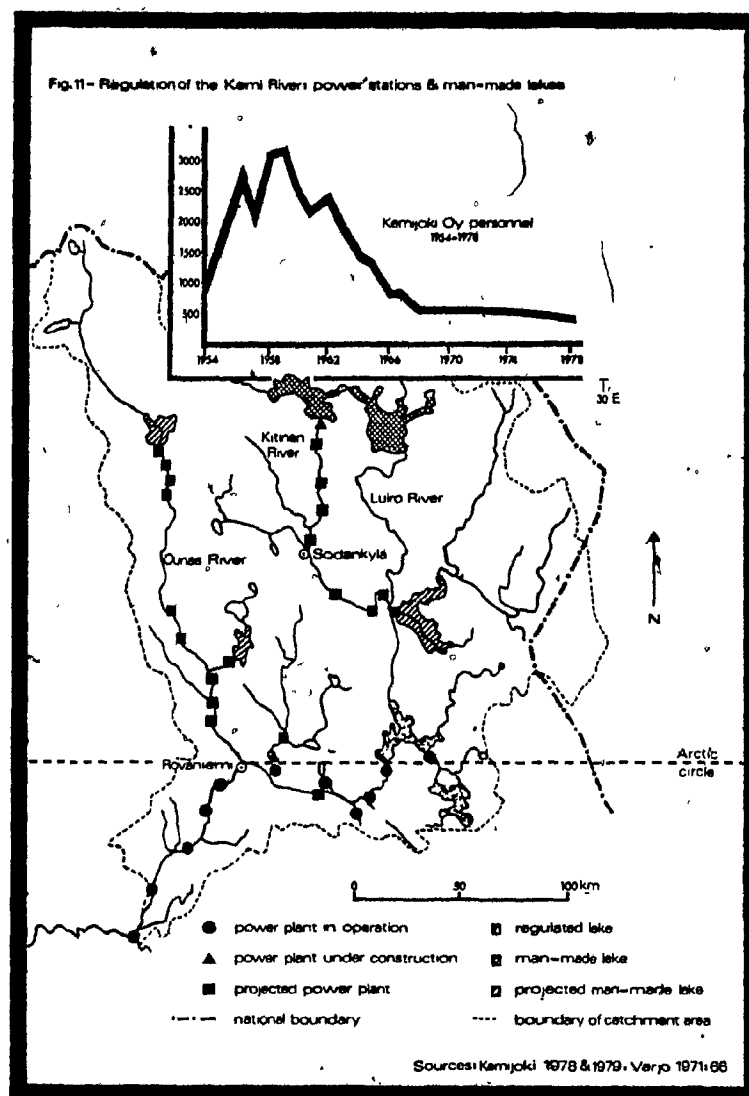 Fig. 11 - Regulation of the Kemi River: power stations & man-made lakes
3000
2500
2000
1500
1000
500
Kemijoki Oy personnel
1954-1978
1954
1958
1962
1966
1970
1974
1978
30 E
Kitinen
River
Luiro River
Ounas River
Sodankylä
N
Rovaniemi
Arctic
circle
0 50 100 km
power plant in operation
power plant under construction
projected power plant
national boundary
regulated lake
man-made lake
projected man-made lake
boundary of catchment area
Sources: Kemijoki 1978 & 1979, Varjo 1971:66